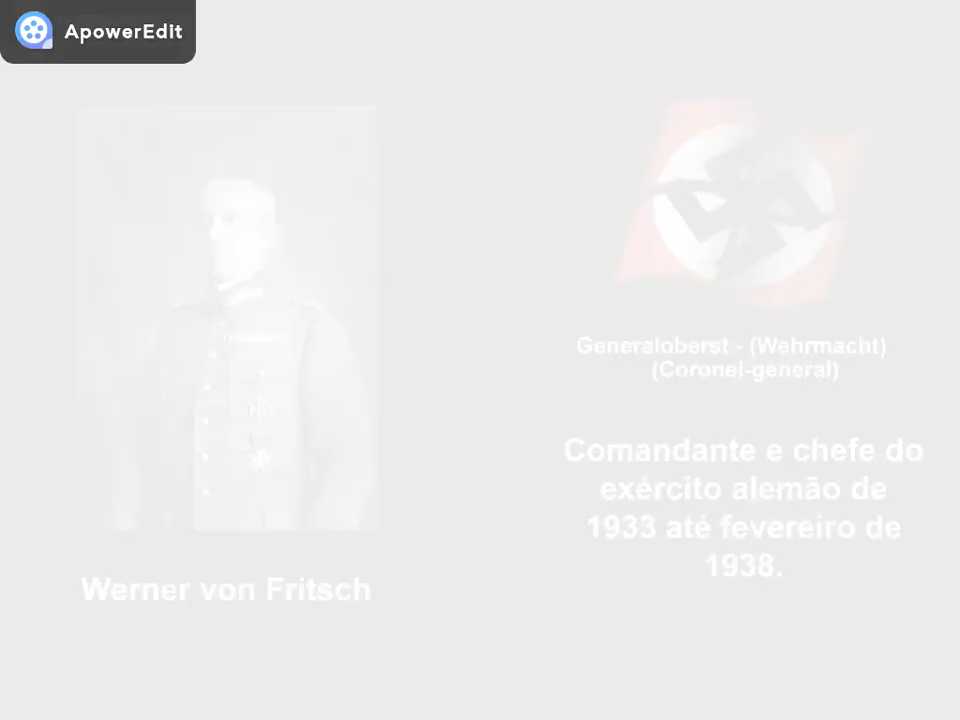 ApowerEdit
Generaloberst - (Wehrmacht)
(Coronel-general)
Comandante e chefe do
exército alemão de
1933 até fevereiro de
1938.
Werner von Fritsch